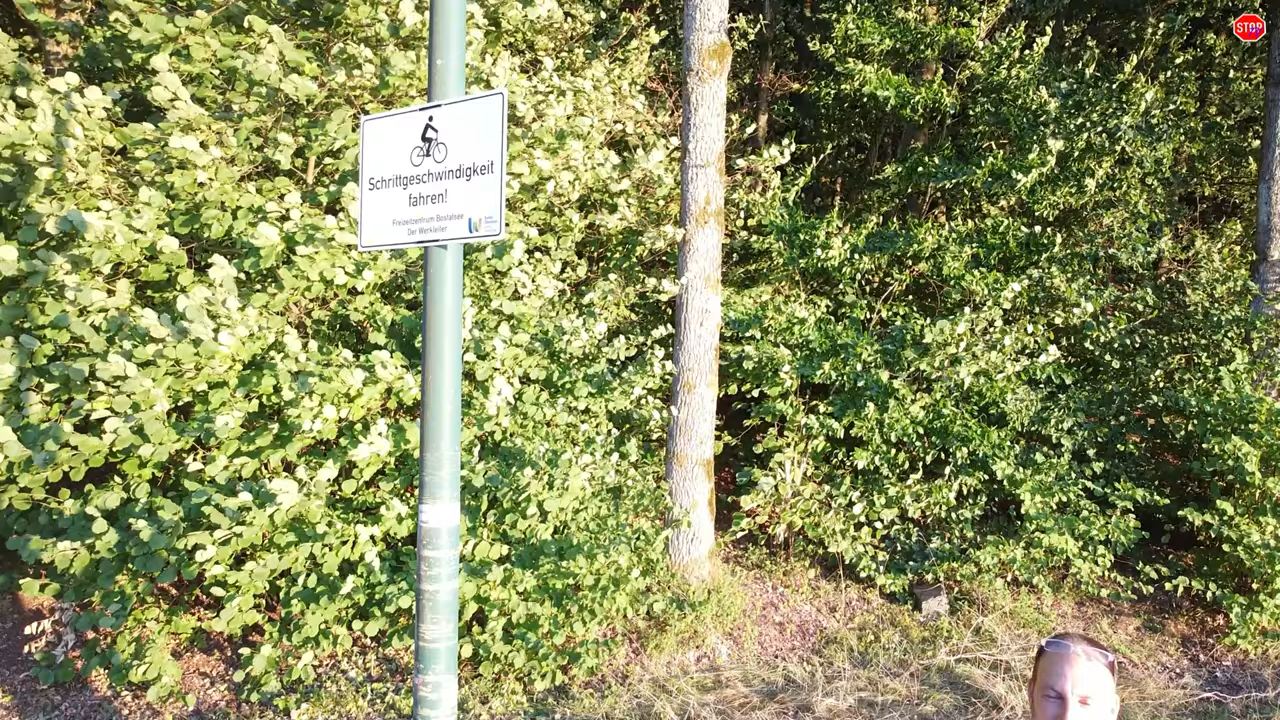 STOP
Schrittgeschwindigkeit
fahren!
Freizeitzentrum Bostalsee
Der Werkleiter